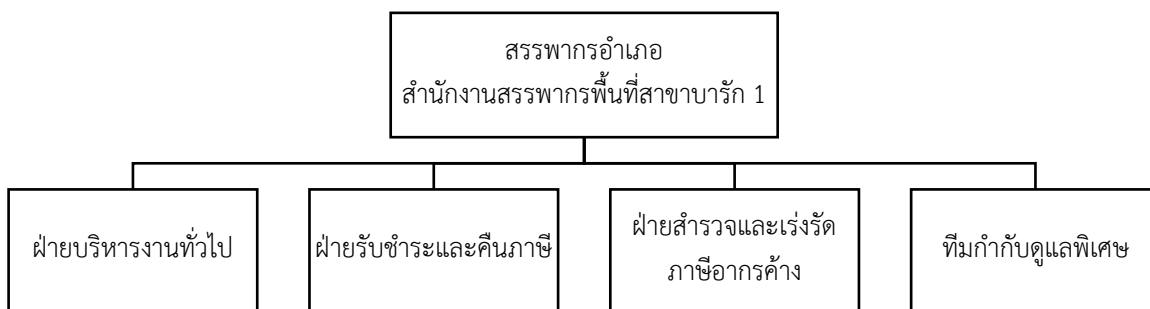 สรรพากรอำเภอ
สำนักงานสรรพากรพื้นที่สาขาบารัก 1
ฝ่ายบริหารงานทั่วไป
ฝ่ายรับชำระและคืนภาษี
ฝ่ายสำรวจและเร่งรัด
ภาษีอากรค้าง
ทีมกำกับดูแลพิเศษ